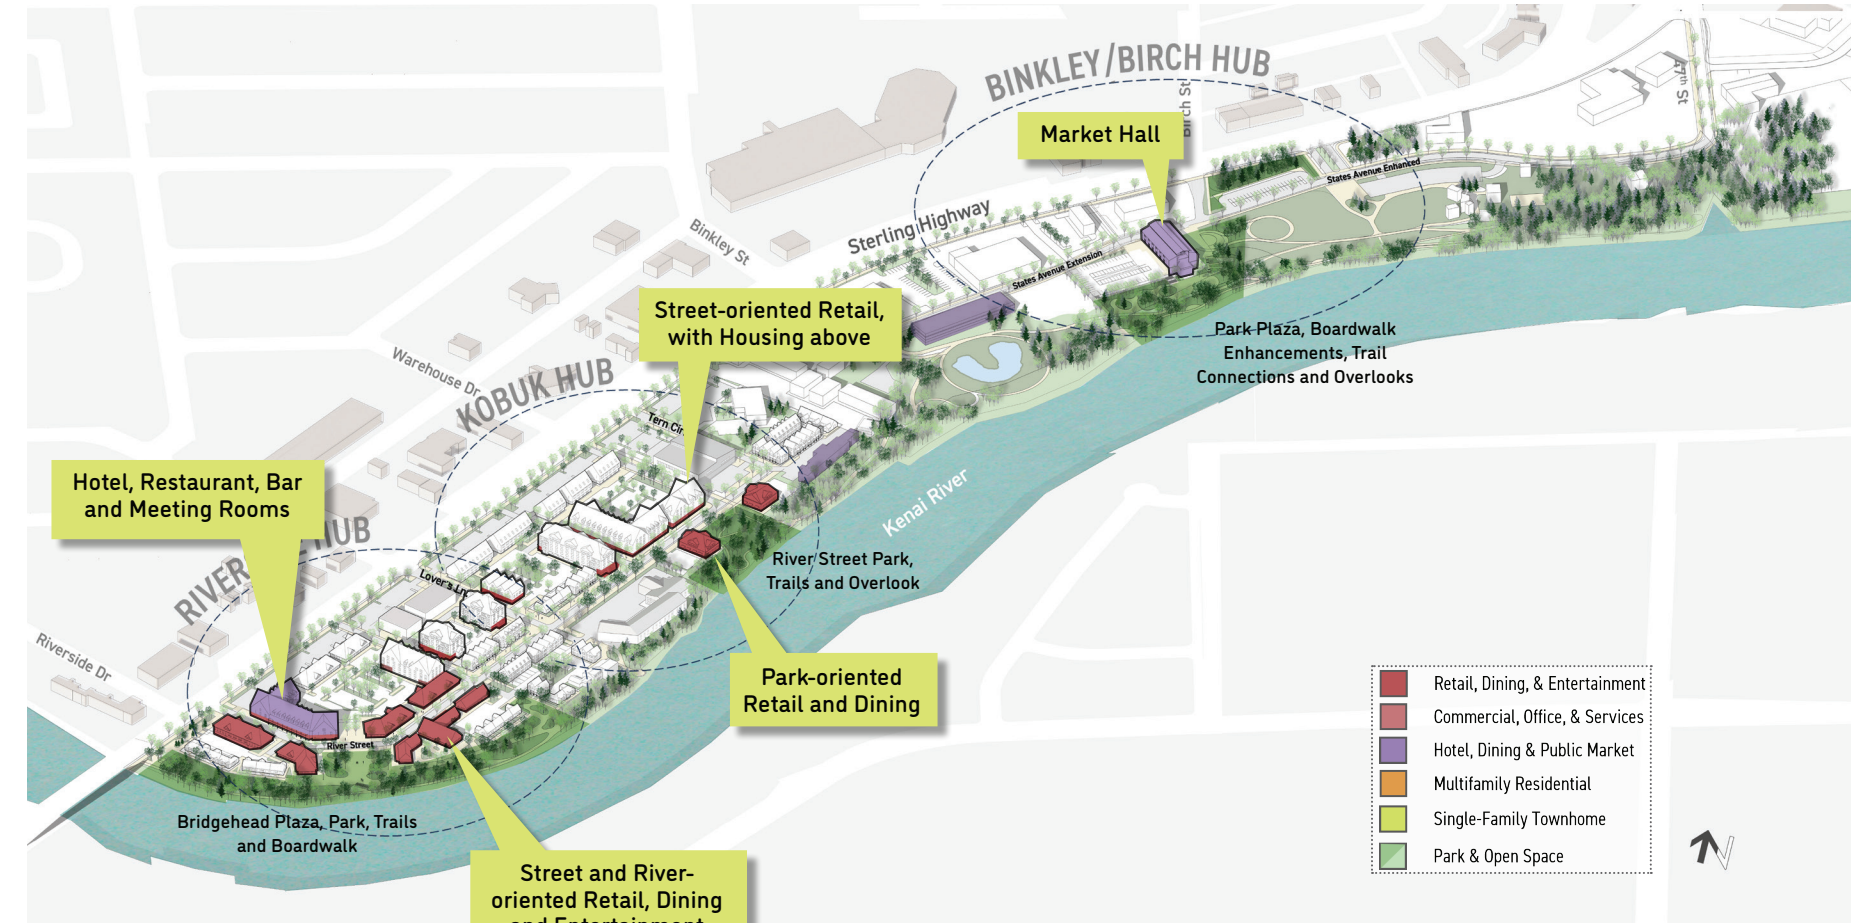 BINKLEY/BIRCH HUB
Birch St
47th St
Market Hall
States Avenue Enhanced
Sterling Highway
Binkley St
States Avenue Extension
Street-oriented Retail,
with Housing above
Park Plaza, Boardwalk
Enhancements, Trail
Connections and Overlooks
Warehouse Dr
KOBUK HUB
Tern Cir
Hotel, Restaurant, Bar
and Meeting Rooms
Kenai River
HUB
River Street Park,
Trails and Overlook
Lover's Ln
Riverside Dr
Park-oriented
Retail and Dining
River Street
Bridgehead Plaza, Park, Trails
and Boardwalk
Street and River-
oriented Retail, Dining
and Entertainment
Retail, Dining, & Entertainment
Commercial, Office, & Services
Hotel, Dining & Public Market
Multifamily Residential
Single-Family Townhome
Park & Open Space
N